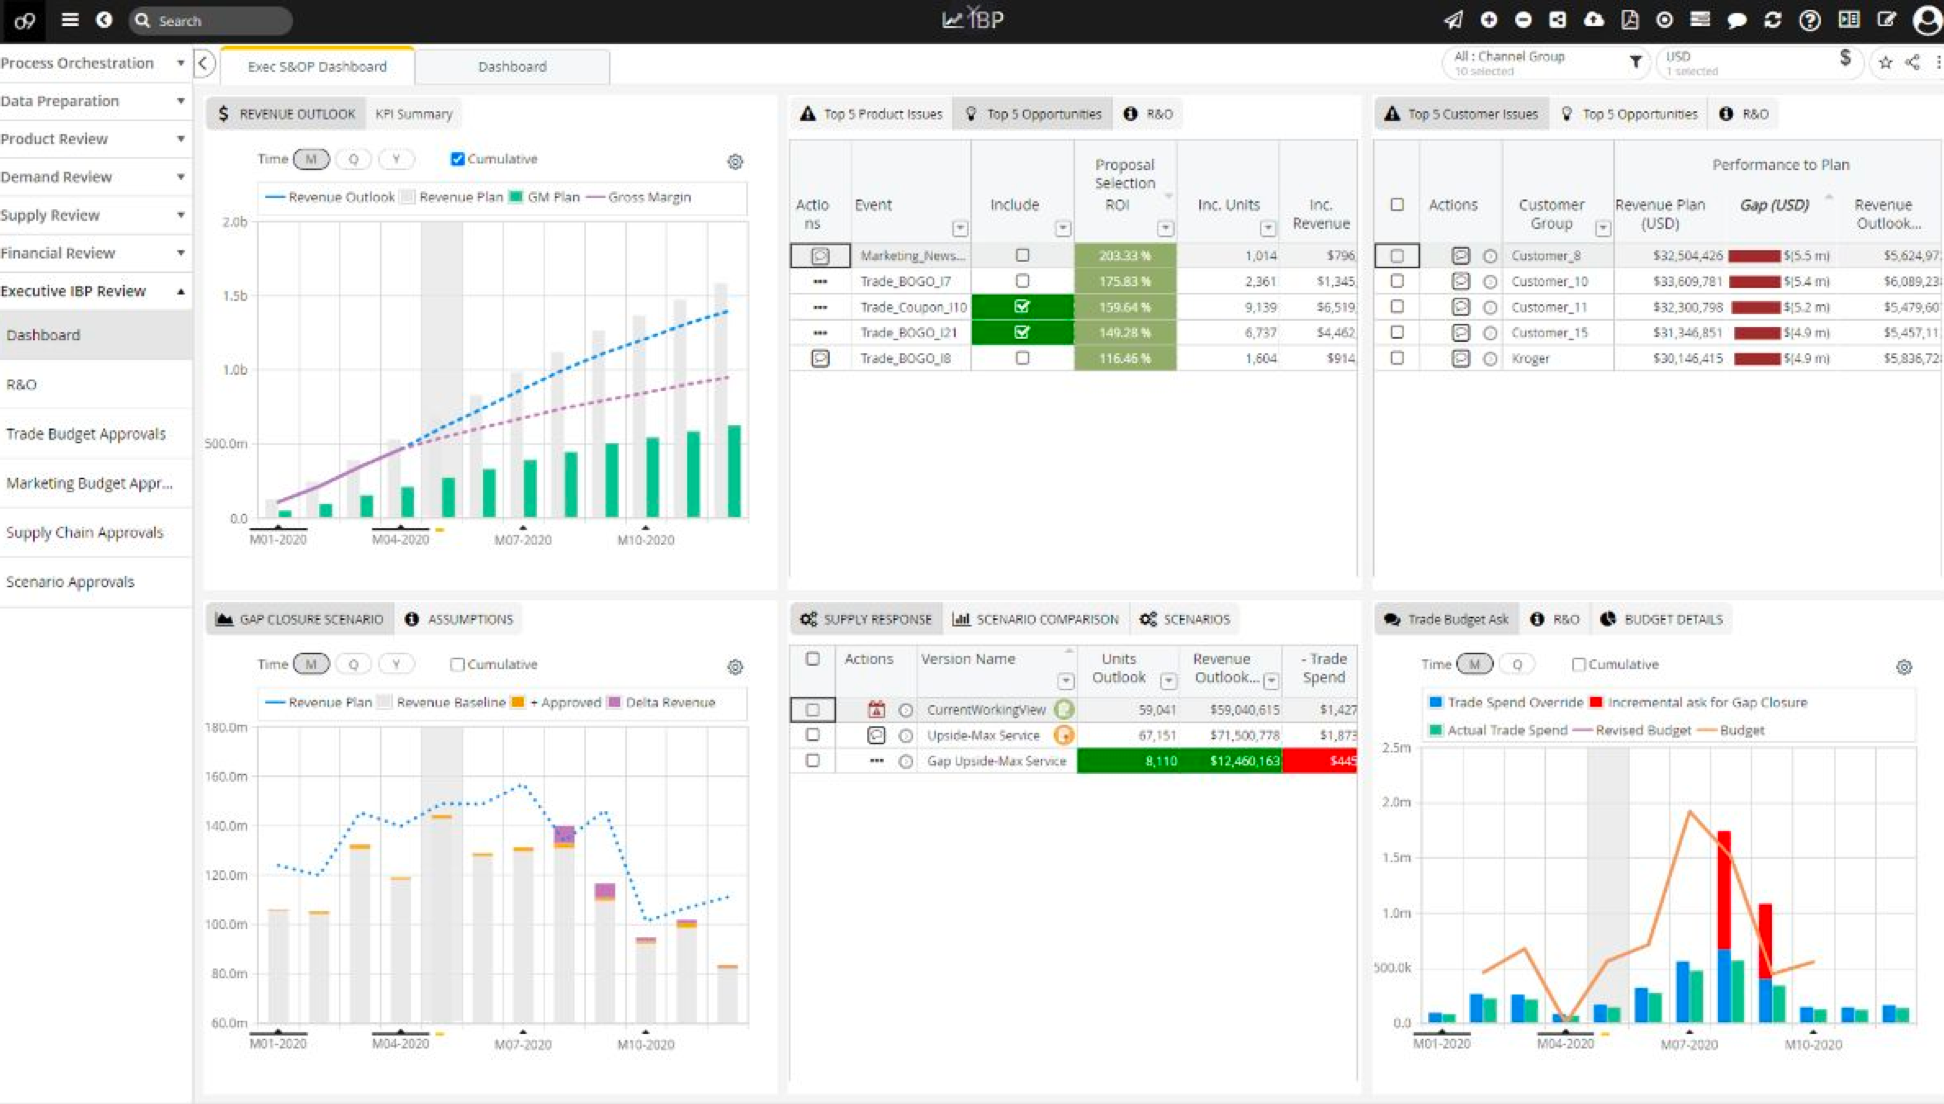 o9
Search
IBP
Process Orchestration
Data Preparation
Product Review
Demand Review
Supply Review
Financial Review
Executive IBP Review
Dashboard
R&O
Trade Budget Approvals
Marketing Budget Appr...
Supply Chain Approvals
Scenario Approvals
Exec S&OP Dashboard
Dashboard
All : Channel Group
10 selected
USD
1 selected
$
$ REVENUE OUTLOOK KPI Summary
Time M Q Y Cumulative
Revenue Outlook Revenue Plan GM Plan Gross Margin
2.0b
1.5b
1.0b
500.0m
0.0
M01-2020 M04-2020 M07-2020 M10-2020
Top 5 Product Issues Top 5 Opportunities R&O
Actions Event Include Proposal Selection ROI Inc. Units Inc. Revenue
Marketing_News... 203.33 % 1,014 $796,
Trade_BOGO_I7 175.83 % 2,361 $1,345,
Trade_Coupon_I10 159.64 % 9,139 $6,519,
Trade_BOGO_I21 149.28 % 6,737 $4,462,
Trade_BOGO_I8 116.46 % 1,604 $914,
Top 5 Customer Issues Top 5 Opportunities R&O
Performance to Plan
Actions Customer Group Revenue Plan (USD) Gap (USD) Revenue Outlook...
Customer_8 $32,504,426 $(5.5 m) $5,624,97
Customer_10 $33,609,781 $(5.4 m) $6,089,23
Customer_11 $32,300,798 $(5.2 m) $5,479,60
Customer_15 $31,346,851 $(4.9 m) $5,457,11
Kroger $30,146,415 $(4.9 m) $5,836,72
GAP CLOSURE SCENARIO ASSUMPTIONS
Time M Q Y Cumulative
Revenue Plan Revenue Baseline + Approved Delta Revenue
180.0m
160.0m
140.0m
120.0m
100.0m
80.0m
60.0m
M01-2020 M04-2020 M07-2020 M10-2020
SUPPLY RESPONSE SCENARIO COMPARISON SCENARIOS
Actions Version Name Units Outlook Revenue Outlook... - Trade Spend
CurrentWorkingView 59,041 $59,040,615 $1,427
Upside-Max Service 67,151 $71,500,778 $1,873
Gap Upside-Max Service 8,110 $12,460,163 $445
Trade Budget Ask R&O BUDGET DETAILS
Time M Q Cumulative
Trade Spend Override Incremental ask for Gap Closure
Actual Trade Spend Revised Budget Budget
2.5m
2.0m
1.5m
1.0m
500.0k
0.0
M01-2020 M04-2020 M07-2020 M10-2020